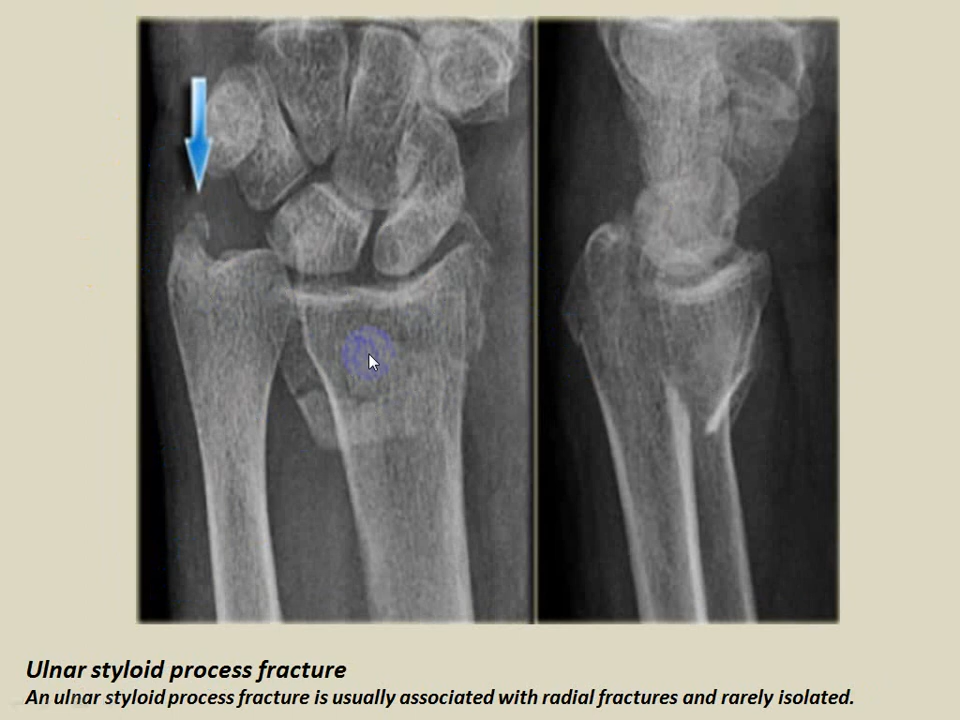 Ulnar styloid process fracture
An ulnar styloid process fracture is usually associated with radial fractures and rarely isolated.